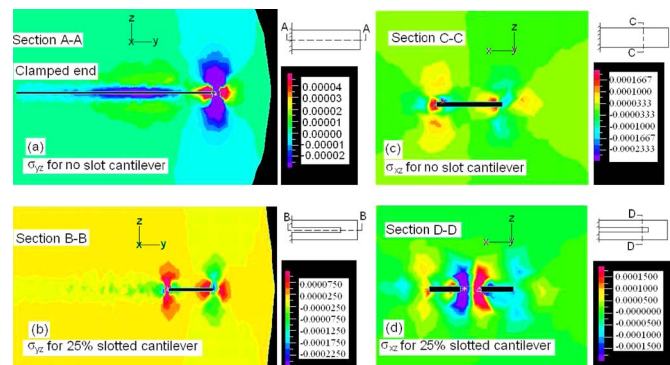 Section A-A
z
x
y
Clamped end
(a)
σyz for no slot cantilever
A
A
0.00004
0.00003
0.00002
0.00001
0.00000
-0.00001
-0.00002
Section C-C
z
y
x
(c)
σxz for no slot cantilever
C
C
0.0001667
0.0001000
0.0000333
-0.0000333
-0.0001000
-0.0001667
-0.0002333
Section B-B
z
x
y
(b)
σyz for 25% slotted cantilever
B
B
0.0000750
0.0000250
-0.0000250
-0.0000750
-0.0001250
-0.0001750
-0.0002250
Section D-D
z
x
y
(d)
σxz for 25% slotted cantilever
D
D
0.0001500
0.0001000
0.0000500
-0.0000000
-0.0000500
-0.0001000
-0.0001500